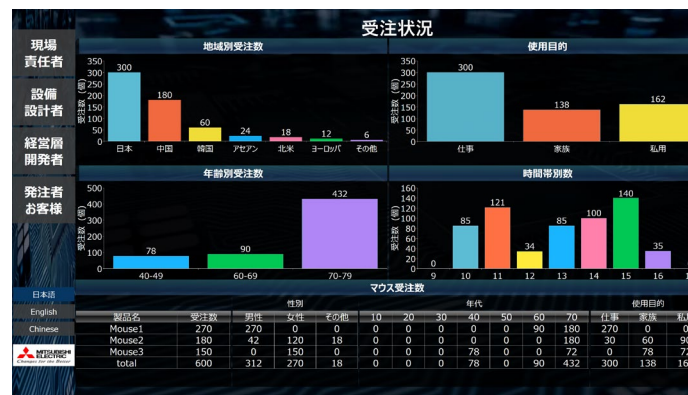 受注状況
現場
責任者
設備
設計者
経営層
開発者
発注者
お客様
日本語
English
Chinese
MITSUBISHI
ELECTRIC
Changes for the Better
地域別受注数
受注数（個）
350
300
250
200
150
100
50
0
300
180
60
24
18
12
6
日本 中国 韓国 アセアン 北米 ヨーロッパ その他
使用目的
受注数（個）
350
300
250
200
150
100
50
0
300
138
162
仕事 家族 私用
年齢別受注数
受注数（個）
500
400
300
200
100
0
78
90
432
40-49 60-69 70-79
時間帯別数
受注数（個）
160
140
120
100
80
60
40
20
0
0
85
121
34
85
100
140
35
9 10 11 12 13 14 15 16 1
マウス受注数
性別 年代 使用目的
製品名 受注数 男性 女性 その他 10 20 30 40 50 60 70 仕事 家族 私
Mouse1 270 270 0 0 0 0 0 0 0 90 180 270 0 0
Mouse2 180 42 120 18 0 0 0 0 0 0 180 30 60 90
Mouse3 150 0 150 0 0 0 0 78 0 0 72 0 78 72
total 600 312 270 18 0 0 0 78 0 90 432 300 138 16